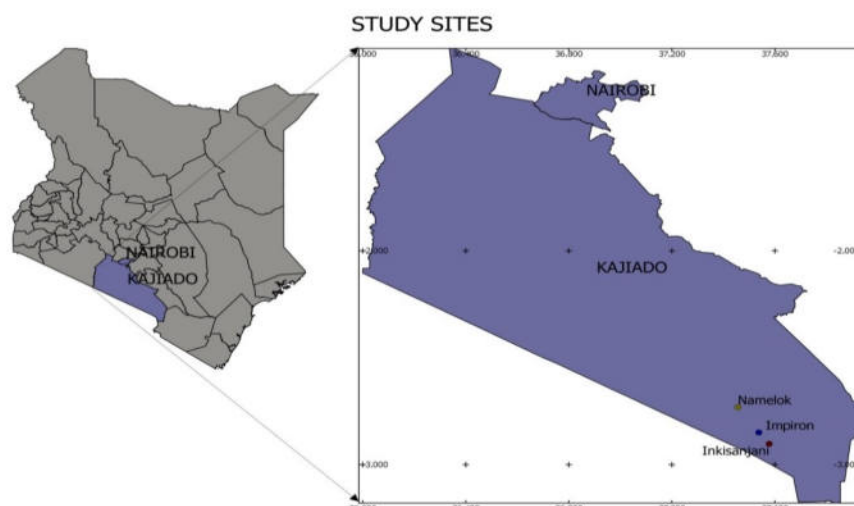 STUDY SITES
36.800
37.200
37.600
NAIROBI
KAJIADO
NAIROBI
2.000
-2.00
KAJIADO
Namelok
Impiron
Inkisanjani
3.000